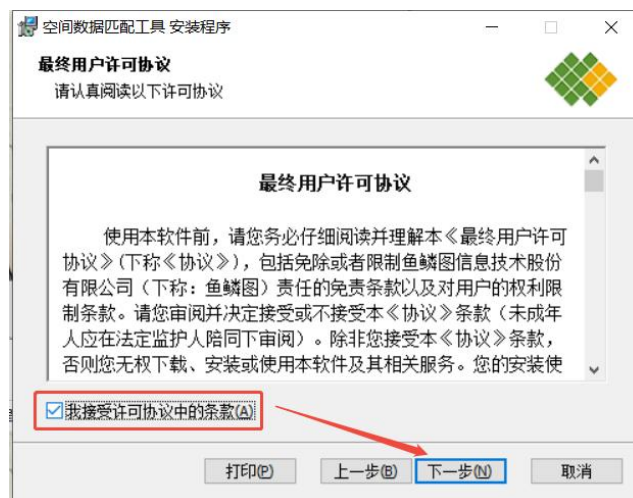 空间数据匹配工具 安装程序
最终用户许可协议
请认真阅读以下许可协议
最终用户许可协议
使用本软件前，请您务必仔细阅读并理解本《最终用户许可
协议》(下称《协议》)，包括免除或者限制鱼鳞图信息技术股份
有限公司（下称：鱼鳞图）责任的免责条款以及对用户的权利限
制条款。请您审阅并决定接受或不接受本《协议》条款（未成年
人应在法定监护人陪同下审阅）。除非您接受本《协议》条款，
否则您无权下载、安装或使用本软件及其相关服务。您的安装使
我接受许可协议中的条款(A)
打印(P) 上一步(B) 下一步(N) 取消